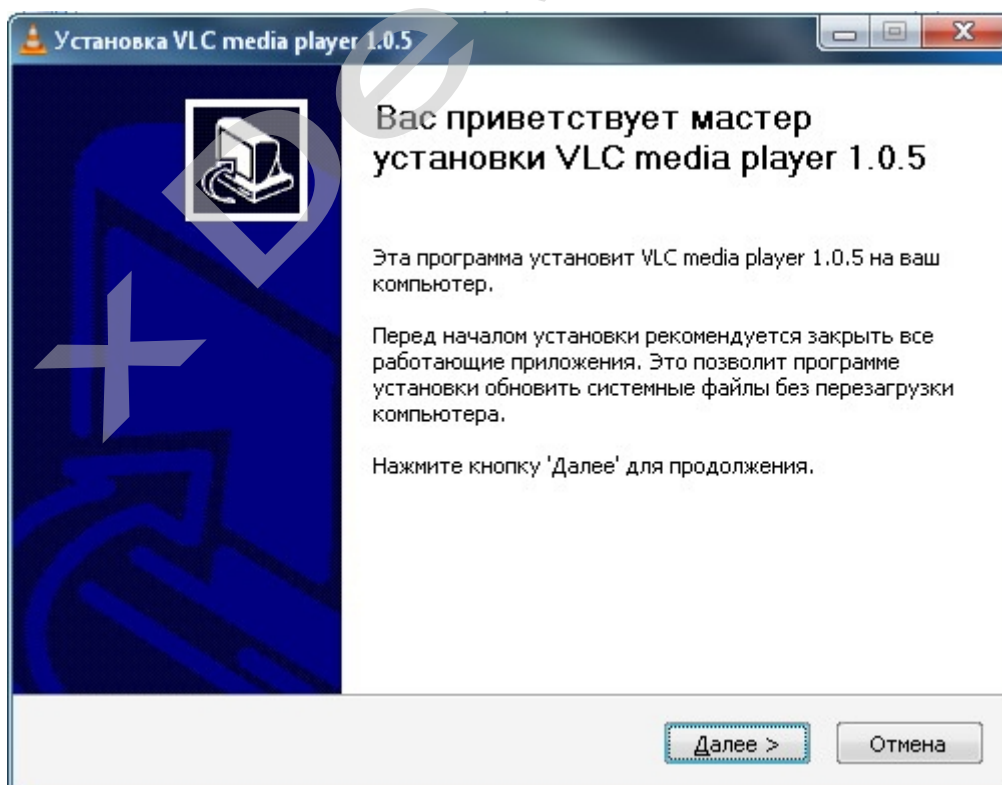 Установка VLC media player 1.0.5
Вас приветствует мастер
установки VLC media player 1.0.5
Эта программа установит VLC media player 1.0.5 на ваш
компьютер.
Перед началом установки рекомендуется закрыть все
работающие приложения. Это позволит программе
установки обновить системные файлы без перезагрузки
компьютера.
Нажмите кнопку 'Далее' для продолжения.
Далее >
Отмена